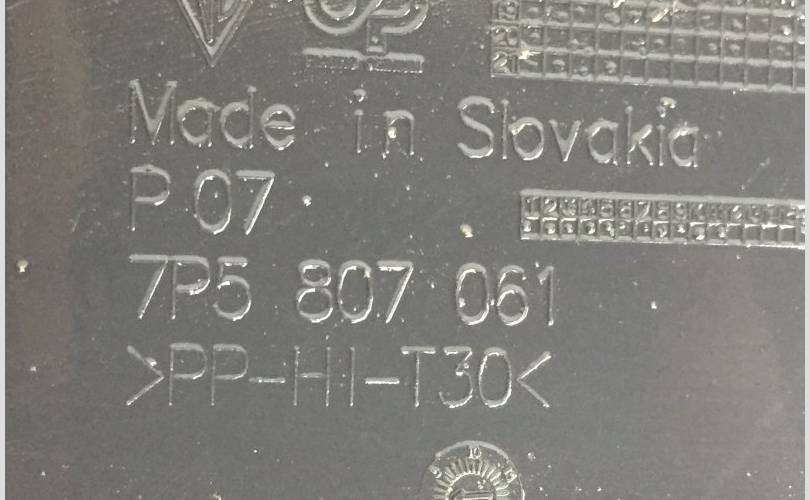 Made in Slovakia
P 07
7P5 807 061
>PP-HI-T30<